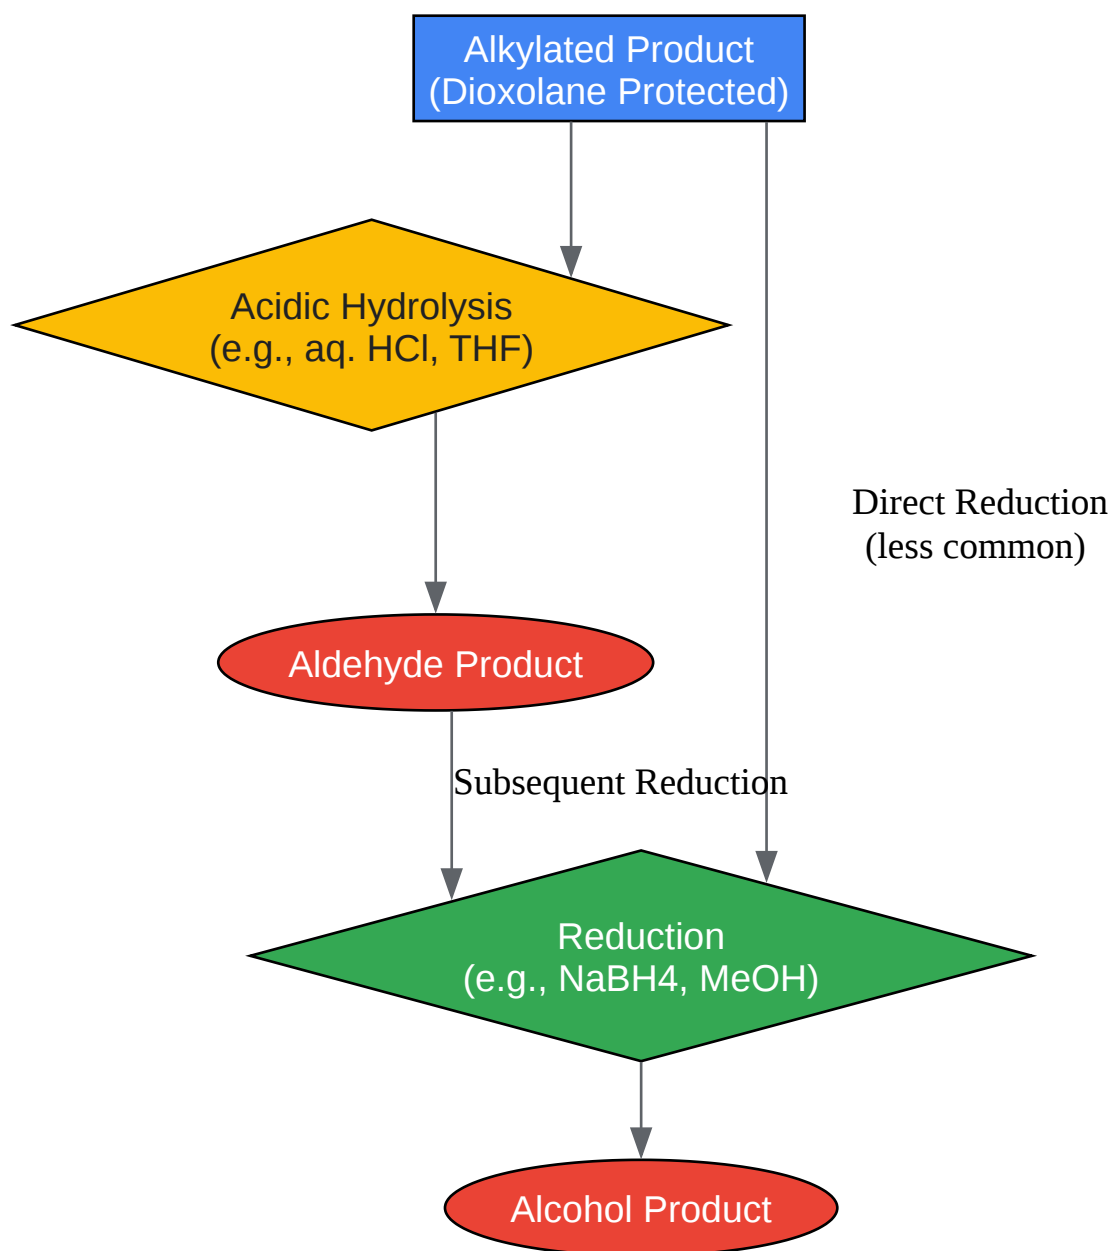 Alkylated Product
(Dioxolane Protected)
Acidic Hydrolysis
(e.g., aq. HCl, THF)
Direct Reduction
(less common)
Aldehyde Product
Subsequent Reduction
Reduction
(e.g., NaBH4, MeOH)
Alcohol Product